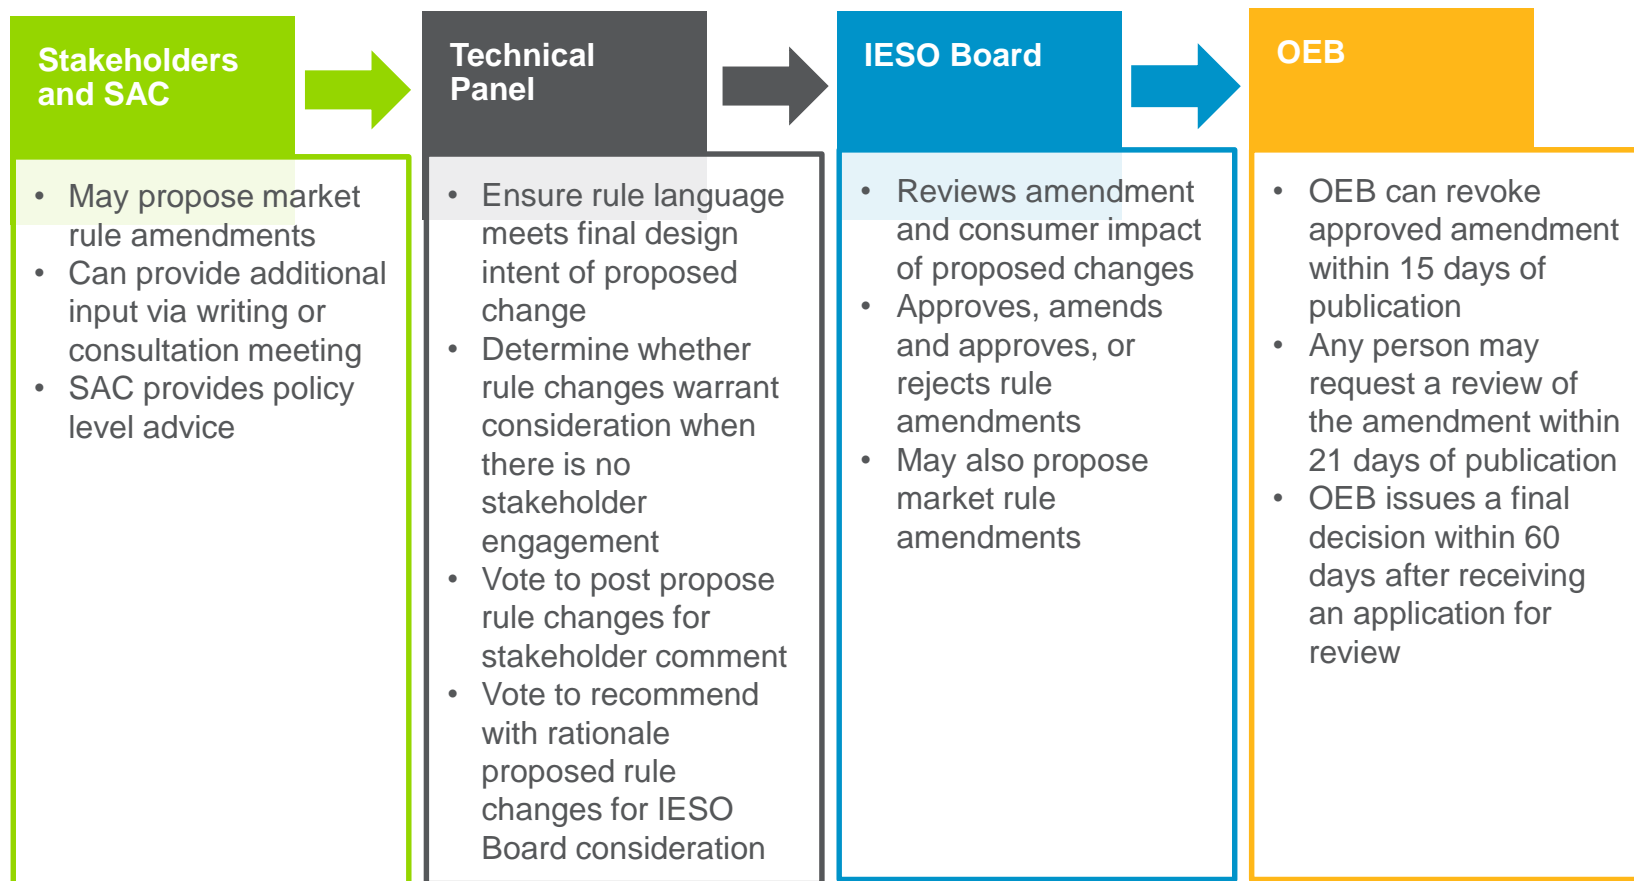 Stakeholders
and SAC
• May propose market
rule amendments
• Can provide additional
input via writing or
consultation meeting
• SAC provides policy
level advice
Technical
Panel
• Ensure rule language
meets final design
intent of proposed
change
• Determine whether
rule changes warrant
consideration when
there is no
stakeholder
engagement
• Vote to post propose
rule changes for
stakeholder comment
• Vote to recommend
with rationale
proposed rule
changes for IESO
Board consideration
IESO Board
• Reviews amendment
and consumer impact
of proposed changes
• Approves, amends
and approves, or
rejects rule
amendments
• May also propose
market rule
amendments
OEB
• OEB can revoke
approved amendment
within 15 days of
publication
• Any person may
request a review of
the amendment within
21 days of publication
• OEB issues a final
decision within 60
days after receiving
an application for
review